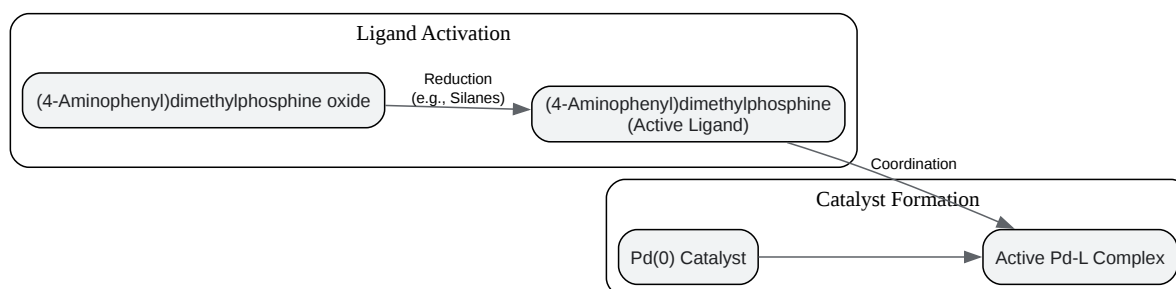 Ligand Activation
(4-Aminophenyl)dimethylphosphine oxide
Reduction
(e.g., Silanes)
(4-Aminophenyl)dimethylphosphine
(Active Ligand)
Coordination
Catalyst Formation
Pd(0) Catalyst
Active Pd-L Complex